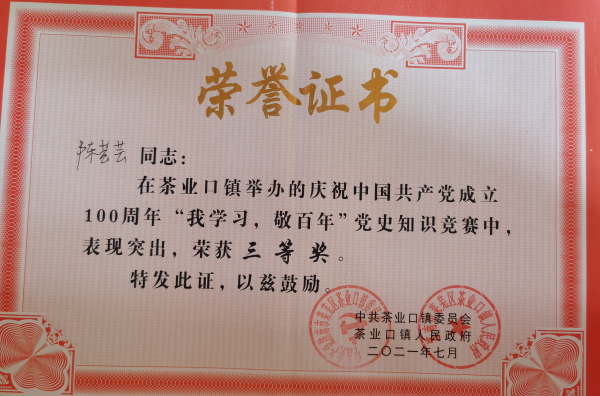 荣誉证书
陈芸芸 同志：
在茶业口镇举办的庆祝中国共产党成立
100周年“我学习，敬百年”党史知识竞赛中，
表现突出，荣获 三等奖。
特发此证，以兹鼓励。
中共茶业口镇委员会
茶业口镇人民政府
二〇二一年七月